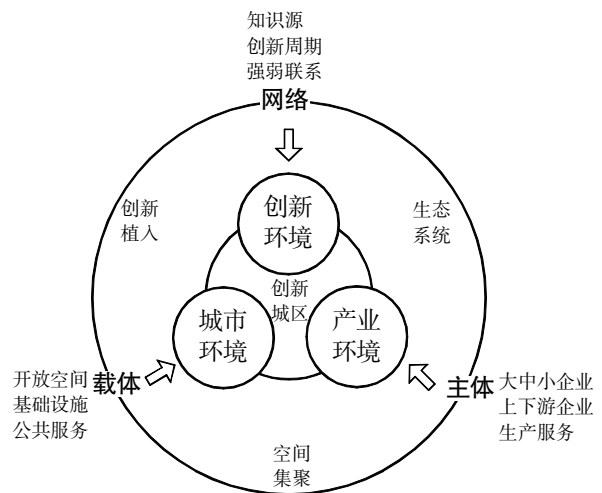 知识源
创新周期
强弱联系
网络
创新
植入
生态
系统
创新
环境
创新
城区
城市
环境
产业
环境
开放空间
基础设施
公共服务
载体
主体
大中小企业
上下游企业
生产服务
空间
集聚